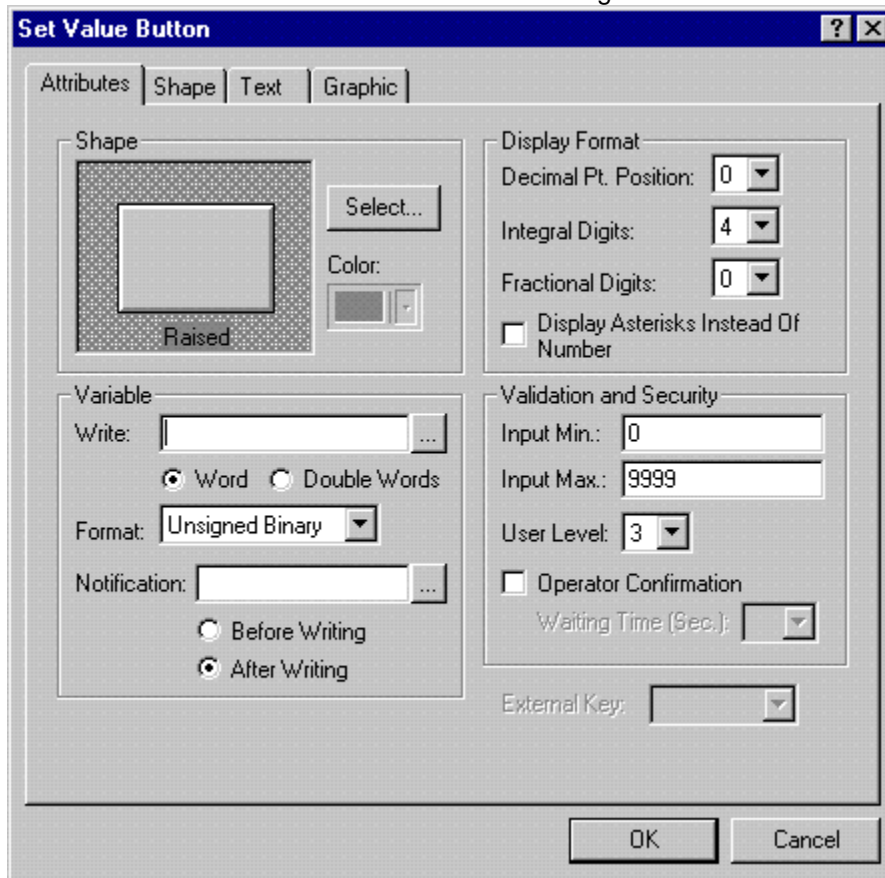 Set Value Button
Attributes Shape Text Graphic
Shape
Select...
Color:
Raised
Display Format
Decimal Pt. Position: 0
Integral Digits: 4
Fractional Digits: 0
Display Asterisks Instead Of
Number
Variable
Write: ...
Word Double Words
Format: Unsigned Binary
Notification: ...
Before Writing
After Writing
Validation and Security
Input Min.: 0
Input Max.: 9999
User Level: 3
Operator Confirmation
Waiting Time (Sec.):
External Key:
OK Cancel